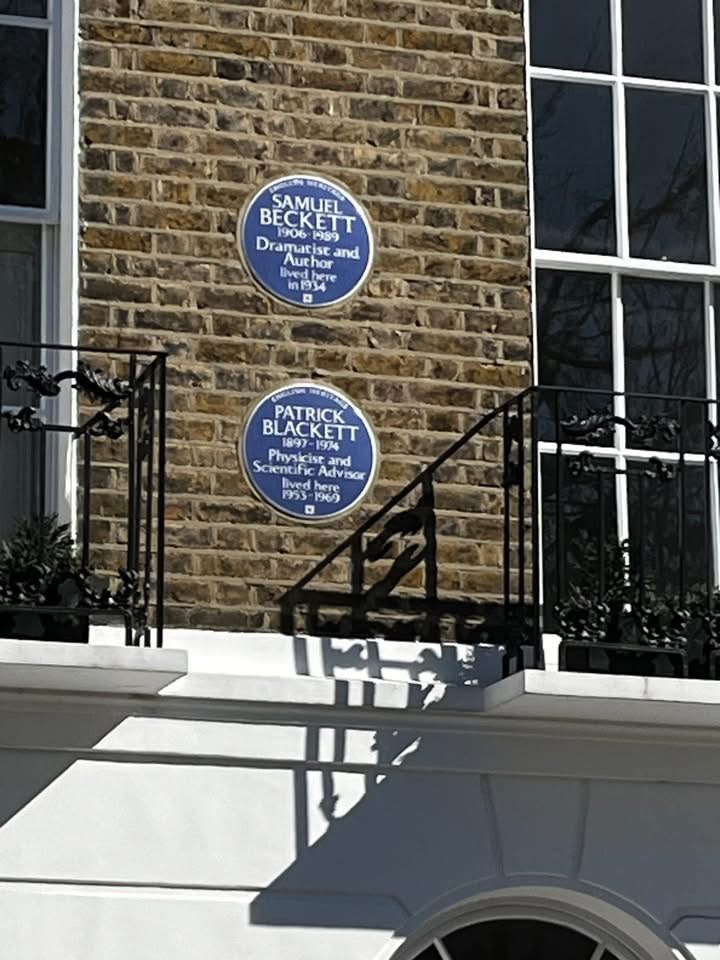 ENGLISH HERITAGE
SAMUEL
BECKETT
1906-1989
Dramatist and
Author
lived here
in 1934
ENGLISH HERITAGE
PATRICK
BLACKETT
1897-1974
Physicist and
Scientific Advisor
lived here
1953-1969